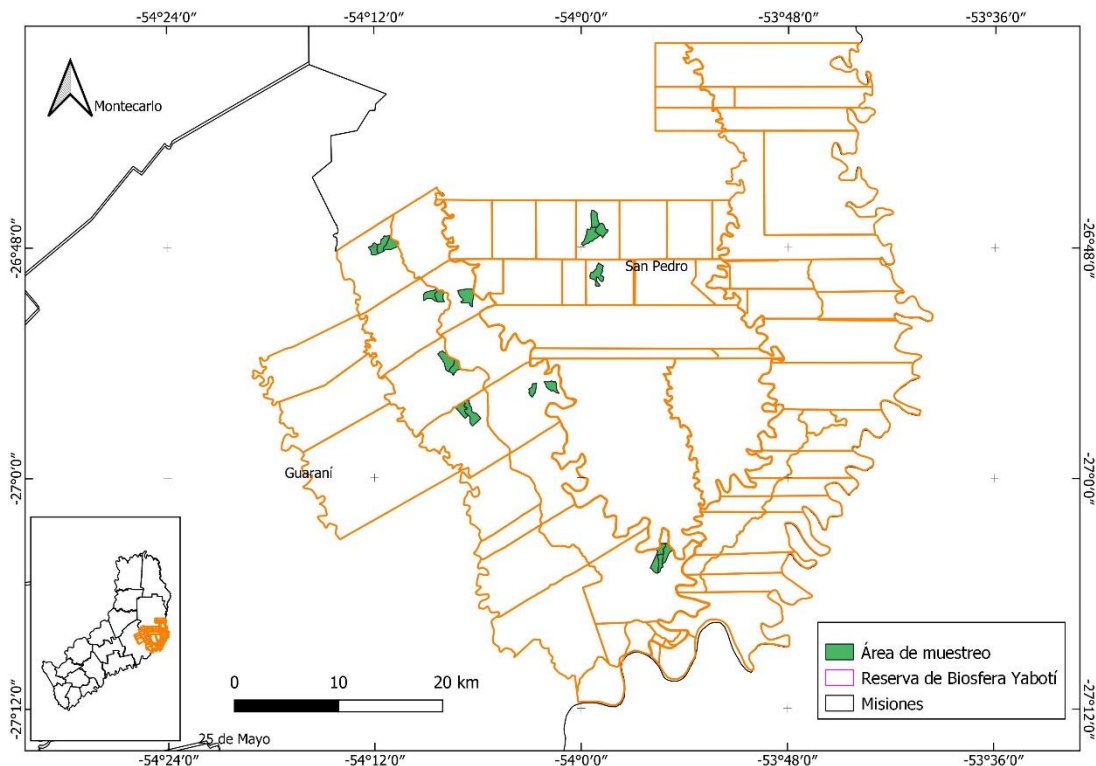 -54°24'0" -54°12'0" -54°0'0" -53°48'0" -53°36'0"
Montecarlo
-26°48'0" -26°48'0"
San Pedro
Guaraní
-27°0'0" -27°0'0"
Área de muestreo
Reserva de Biosfera Yabotí
Misiones
0 10 20 km
-27°12'0" -27°12'0"
25 de Mayo
-54°24'0" -54°12'0" -54°0'0" -53°48'0" -53°36'0"